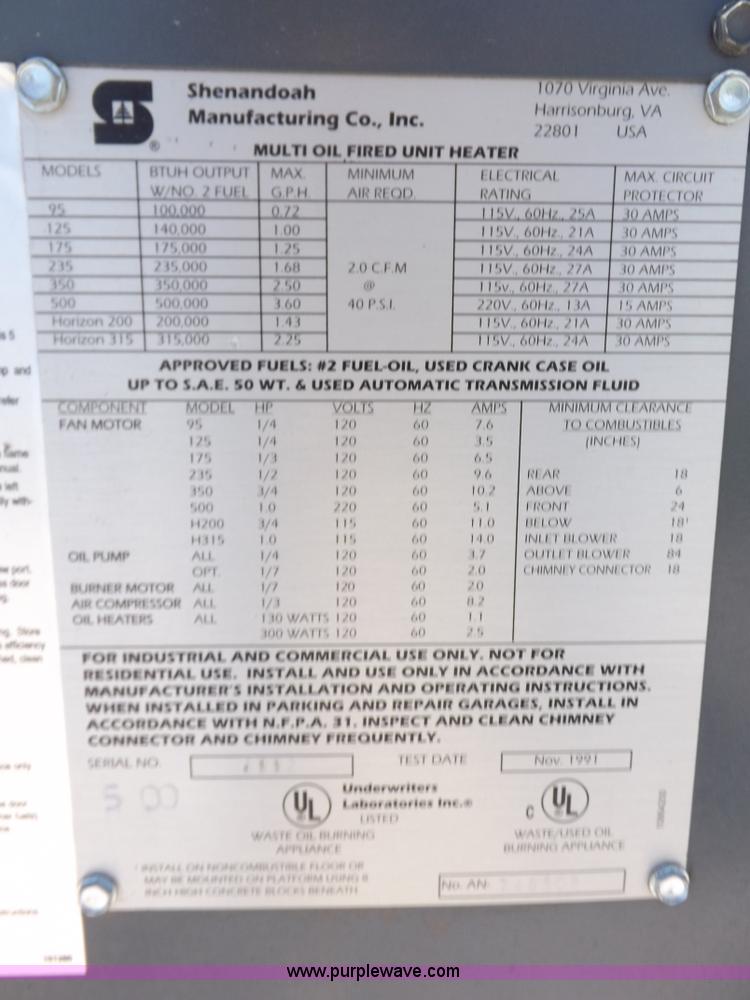 Shenandoah
Manufacturing Co., Inc.
1070 Virginia Ave.
Harrisonburg, VA
22801 USA
®
MULTI OIL FIRED UNIT HEATER
MODELS BTUH OUTPUT W/NO. 2 FUEL MAX. G.P.H. MINIMUM AIR REQD. ELECTRICAL RATING MAX. CIRCUIT PROTECTOR
95 100,000 0.72 115V., 60Hz., 25A 30 AMPS
125 140,000 1.00 115V., 60Hz., 21A 30 AMPS
175 175,000 1.25 115V., 60Hz., 24A 30 AMPS
235 235,000 1.68 2.0 C.F.M 115V., 60Hz., 27A 30 AMPS
350 350,000 2.50 @ 115v., 60Hz., 27A 30 AMPS
500 500,000 3.60 40 P.S.I. 220V., 60Hz., 13A 15 AMPS
Horizon 200 200,000 1.43 115V., 60Hz., 21A 30 AMPS
Horizon 315 315,000 2.25 115V., 60Hz., 24A 30 AMPS
APPROVED FUELS: #2 FUEL-OIL, USED CRANK CASE OIL
UP TO S.A.E. 50 WT. & USED AUTOMATIC TRANSMISSION FLUID
COMPONENT MODEL HP VOLTS HZ AMPS
FAN MOTOR 95 1/4 120 60 7.6
125 1/4 120 60 3.5
175 1/3 120 60 6.5
235 1/2 120 60 9.6
350 3/4 120 60 10.2
500 1.0 220 60 5.1
H200 3/4 115 60 11.0
H315 1.0 115 60 14.0
OIL PUMP ALL 1/4 120 60 3.7
OPT. 1/7 120 60 2.0
BURNER MOTOR ALL 1/7 120 60 2.0
AIR COMPRESSOR ALL 1/3 120 60 8.2
OIL HEATERS ALL 130 WATTS 120 60 1.1
300 WATTS 120 60 2.5
MINIMUM CLEARANCE
TO COMBUSTIBLES
(INCHES)
REAR 18
ABOVE 6
FRONT 24
BELOW 18'
INLET BLOWER 18
OUTLET BLOWER 84
CHIMNEY CONNECTOR 18
FOR INDUSTRIAL AND COMMERCIAL USE ONLY. NOT FOR
RESIDENTIAL USE. INSTALL AND USE ONLY IN ACCORDANCE WITH
MANUFACTURER'S INSTALLATION AND OPERATING INSTRUCTIONS.
WHEN INSTALLED IN PARKING AND REPAIR GARAGES, INSTALL IN
ACCORDANCE WITH N.F.P.A. 31. INSPECT AND CLEAN CHIMNEY
CONNECTOR AND CHIMNEY FREQUENTLY.
SERIAL NO. TEST DATE Nov. 1991
500
UL
Underwriters
Laboratories Inc.®
LISTED
WASTE OIL BURNING
APPLIANCE
C UL
WASTE/USED OIL
BURNING APPLIANCE
' INSTALL ON NONCOMBUSTIBLE FLOOR OR
MAY BE MOUNTED ON PLATFORM USING 8
INCH HIGH CONCRETE BLOCKS BENEATH
No. AN-
www.purplewave.com